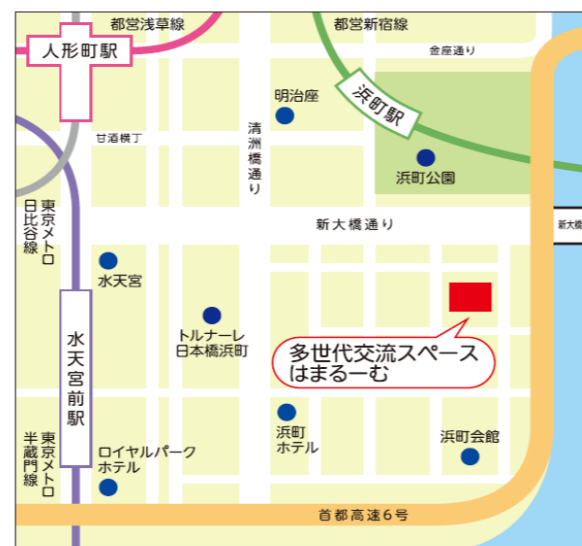 都営浅草線
都営新宿線
人形町駅
金座通り
明治座
浜町駅
甘酒横丁
清洲橋通り
浜町公園
新大橋通り
新大橋
東京メトロ
日比谷線
水天宮
トルナーレ
日本橋浜町
多世代交流スペース
はまるーむ
水天宮前駅
浜町
ホテル
浜町会館
東京メトロ
半蔵門線
ロイヤルパーク
ホテル
首都高速6号